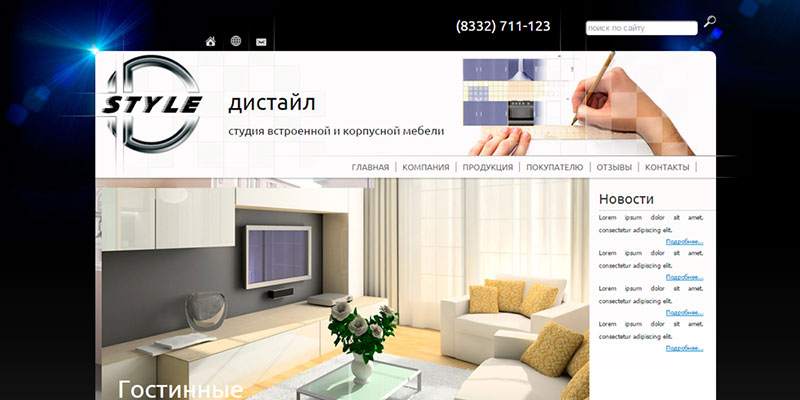 (8332) 711-123
поиск по сайту
STYLE
дистайл
студия встроенной и корпусной мебели
ГЛАВНАЯ | КОМПАНИЯ | ПРОДУКЦИЯ | ПОКУПАТЕЛЮ | ОТЗЫВЫ | КОНТАКТЫ |
Новости
Lorem ipsum dolor sit amet,
consectetur adipiscing elit.
Подробнее...
Lorem ipsum dolor sit amet,
consectetur adipiscing elit.
Подробнее...
Lorem ipsum dolor sit amet,
consectetur adipiscing elit.
Подробнее...
Lorem ipsum dolor sit amet,
consectetur adipiscing elit.
Подробнее...
Гостинные